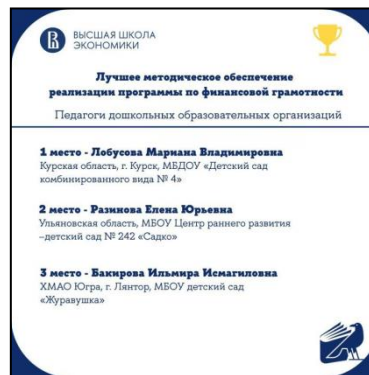 ВЫСШАЯ ШКОЛА
ЭКОНОМИКИ
Лучшее методическое обеспечение
реализации программы по финансовой грамотности
Педагоги дошкольных образовательных организаций
1 место - Лобусова Мариана Владимировна
Курская область, г. Курск, МБДОУ «Детский сад
комбинированного вида № 4»
2 место - Разинова Елена Юрьевна
Ульяновская область, МБОУ Центр раннего развития
–детский сад № 242 «Садко»
3 место - Бакирова Ильмира Исмагиловна
ХМАО Югра, г. Лянтор, МБОУ детский сад
«Журавушка»